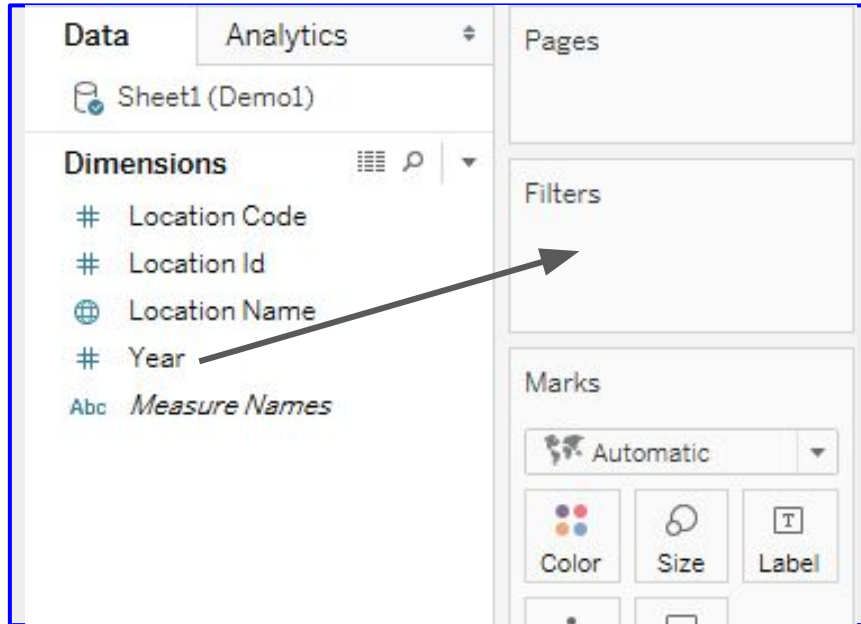 Data
Analytics
Sheet1 (Demo1)
Dimensions
# Location Code
# Location Id
Location Name
# Year
Abc Measure Names
Pages
Filters
Marks
Automatic
Color
Size
T
Label